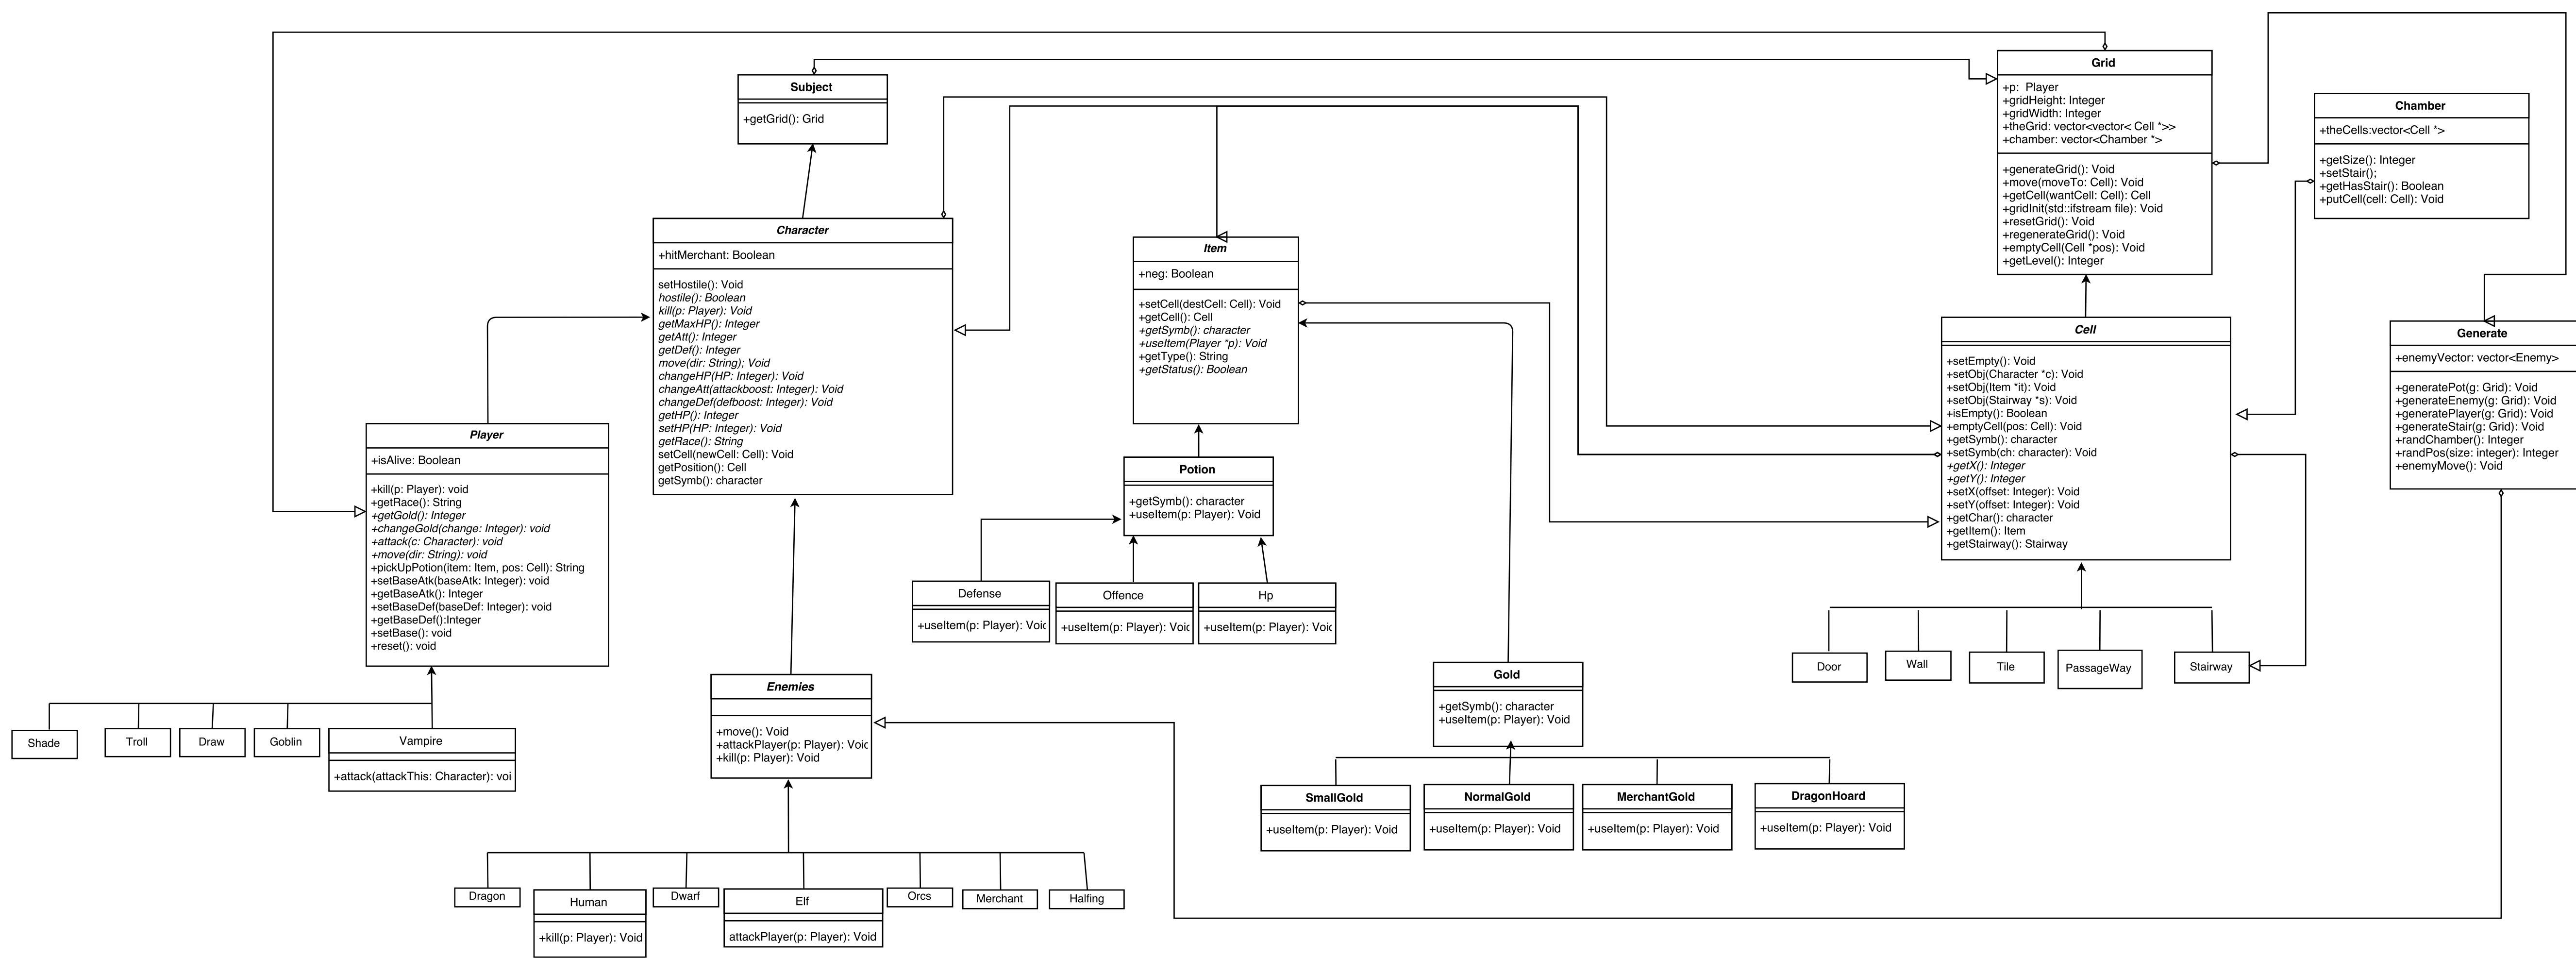 Subject
+getGrid(): Grid
Grid
+p:  Player
+gridHeight: Integer
+gridWidth: Integer
+theGrid: vector<vector< Cell *>>
+chamber: vector<Chamber *>
+generateGrid(): Void
+move(moveTo: Cell): Void
+getCell(wantCell: Cell): Cell
+gridInit(std::ifstream file): Void
+resetGrid(): Void
+regenerateGrid(): Void
+emptyCell(Cell *pos): Void
+getLevel(): Integer
Chamber
+theCells:vector<Cell *>
+getSize(): Integer
+setStair();
+getHasStair(): Boolean
+putCell(cell: Cell): Void
Character
+hitMerchant: Boolean
setHostile(): Void
hostile(): Boolean
kill(p: Player): Void
getMaxHP(): Integer
getAtt(): Integer
getDef(): Integer
move(dir: String); Void
changeHP(HP: Integer): Void
changeAtt(attackboost: Integer): Void
changeDef(defboost: Integer): Void
getHP(): Integer
setHP(HP: Integer): Void
getRace(): String
setCell(newCell: Cell): Void
getPosition(): Cell
getSymb(): character
Item
+neg: Boolean
+setCell(destCell: Cell): Void
+getCell(): Cell
+getSymb(): character
+useItem(Player *p): Void
+getType(): String
+getStatus(): Boolean
Cell
+setEmpty(): Void
+setObj(Character *c): Void
+setObj(Item *it): Void
+setObj(Stairway *s): Void
+isEmpty(): Boolean
+emptyCell(pos: Cell): Void
+getSymb(): character
+setSymb(ch: character): Void
+getX(): Integer
+getY(): Integer
+setX(offset: Integer): Void
+setY(offset: Integer): Void
+getChar(): character
+getItem(): Item
+getStairway(): Stairway
Generate
+enemyVector: vector<Enemy>
+generatePot(g: Grid): Void
+generateEnemy(g: Grid): Void
+generatePlayer(g: Grid): Void
+generateStair(g: Grid): Void
+randChamber(): Integer
+randPos(size: integer): Integer
+enemyMove(): Void
Player
+isAlive: Boolean
+kill(p: Player): void
+getRace(): String
+getGold(): Integer
+changeGold(change: Integer): void
+attack(c: Character): void
+move(dir: String): void
+pickUpPotion(item: Item, pos: Cell): String
+setBaseAtk(baseAtk: Integer): void
+getBaseAtk(): Integer
+setBaseDef(baseDef: Integer): void
+getBaseDef():Integer
+setBase(): void
+reset(): void
Potion
+getSymb(): character
+useItem(p: Player): Void
Defense
+useItem(p: Player): Void
Offence
+useItem(p: Player): Void
Hp
+useItem(p: Player): Void
Door
Wall
Tile
PassageWay
Stairway
Enemies
+move(): Void
+attackPlayer(p: Player): Void
+kill(p: Player): Void
Gold
+getSymb(): character
+useItem(p: Player): Void
Shade
Troll
Draw
Goblin
Vampire
+attack(attackThis: Character): voi
SmallGold
+useItem(p: Player): Void
NormalGold
+useItem(p: Player): Void
MerchantGold
+useItem(p: Player): Void
DragonHoard
+useItem(p: Player): Void
Dragon
Human
+kill(p: Player): Void
Dwarf
Elf
attackPlayer(p: Player): Void
Orcs
Merchant
Halfing